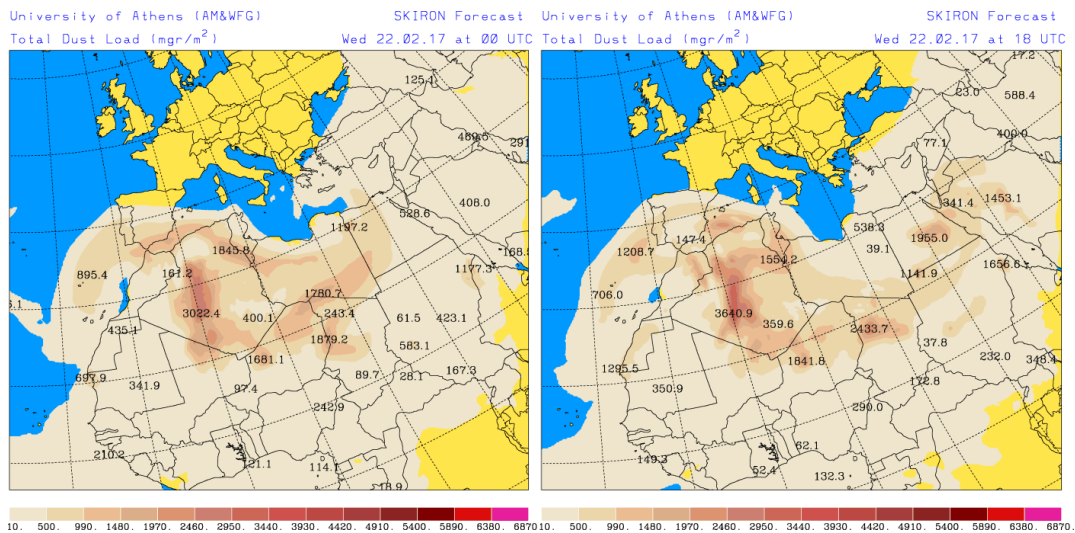 University of Athens (AM&WFG) SKIRON Forecast
Total Dust Load (mgr/m²) Wed 22.02.17 at 00 UTC
125.1
469.5 291
408.0
528.6
1197.2
1845.8
168.
895.4 161.2 1177.3
1780.7
3022.4 400.1 243.4 61.5 423.1
435.1
1879.2 583.1
1681.1
697.9 341.9 97.4 89.7 28.1 167.3
242.9
210.2 121.1 114.1
18.9
10. 500. 990. 1480. 1970. 2460. 2950. 3440. 3930. 4420. 4910. 5400. 5890. 6380. 6870.
University of Athens (AM&WFG) SKIRON Forecast
Total Dust Load (mgr/m²) Wed 22.02.17 at 18 UTC
17.2
23.0 588.4
77.1 400.0
341.4 1453.1
538.3
147.4 1955.0
1208.7 39.1
1554.2 1656.6
1141.9
706.0
3640.9 359.6
2433.7 37.8
1841.8 232.0 348.4
1295.5 350.9 172.8
290.0
62.1
149.3 52.4 132.3
10. 500. 990. 1480. 1970. 2460. 2950. 3440. 3930. 4420. 4910. 5400. 5890. 6380. 6870.